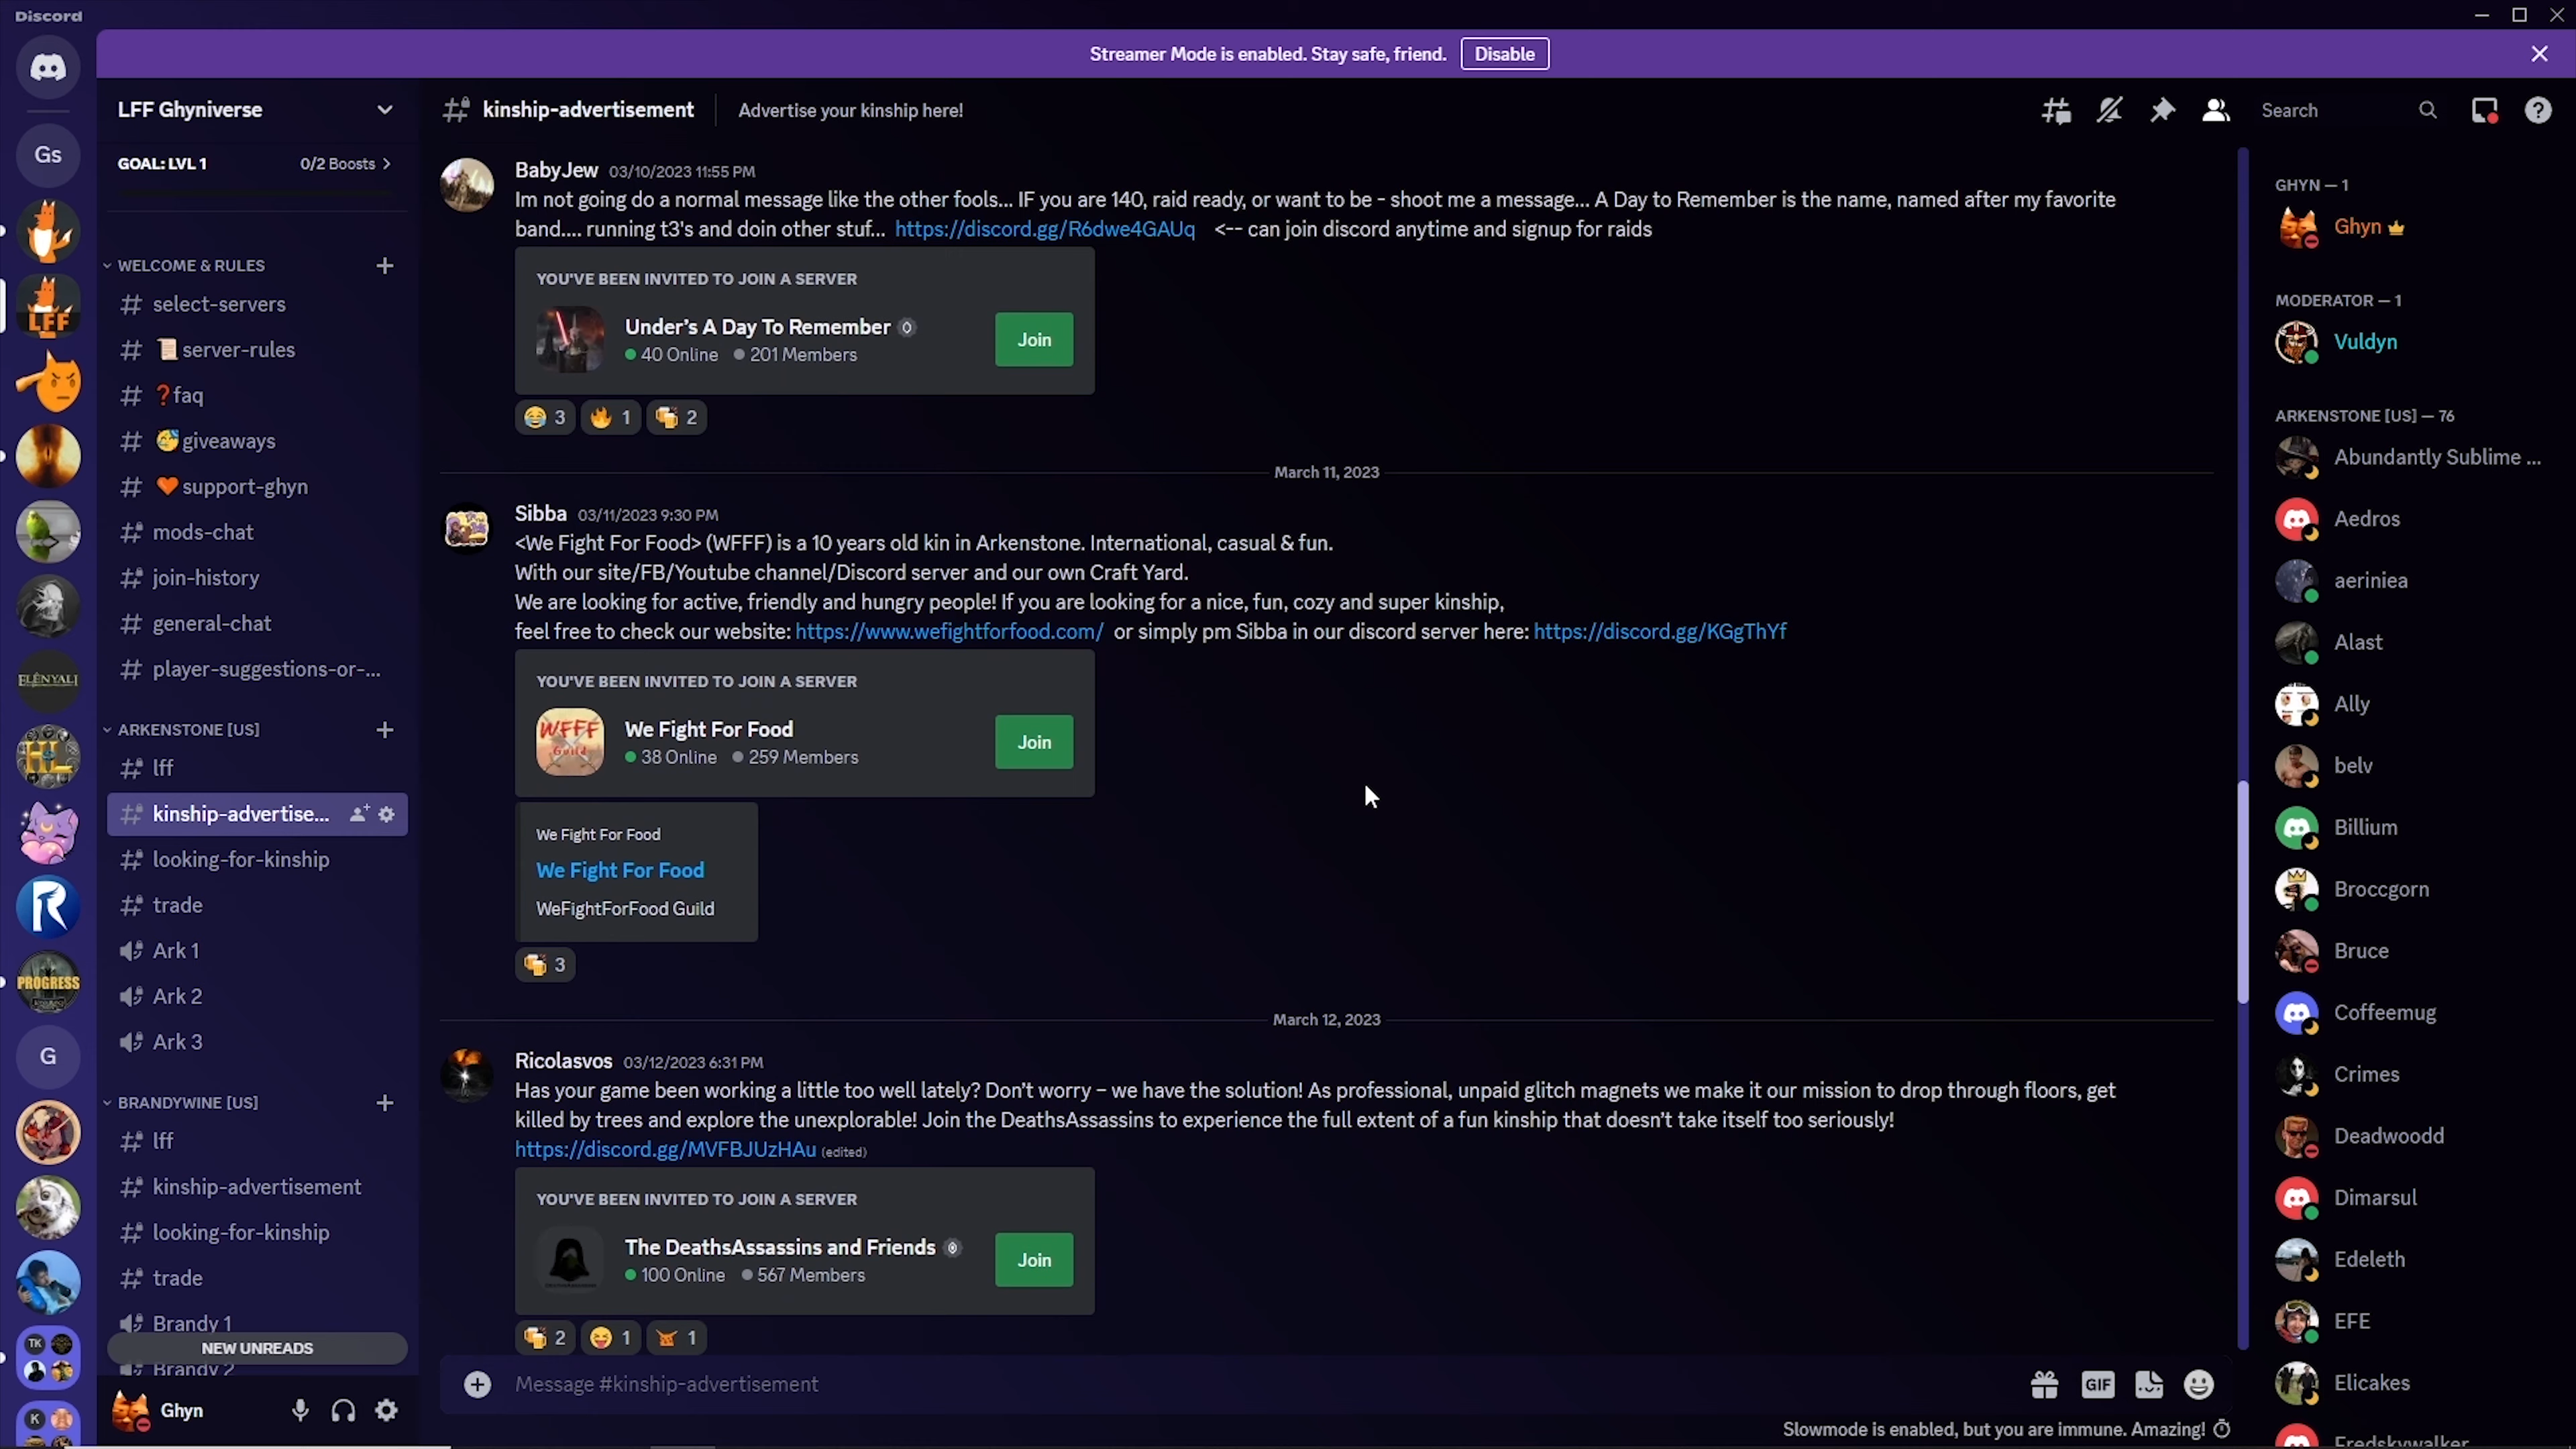 Discord
Streamer Mode is enabled. Stay safe, friend. Disable
LFF Ghyniverse
GOAL: LVL 1 0/2 Boosts
WELCOME & RULES
select-servers
server-rules
faq
giveaways
support-ghyn
mods-chat
join-history
general-chat
player-suggestions-or-...
ARKENSTONE [US]
lff
kinship-advertise...
looking-for-kinship
trade
Ark 1
Ark 2
Ark 3
BRANDYWINE [US]
lff
kinship-advertisement
looking-for-kinship
trade
Brandy 1
NEW UNREADS
Brandy 2
Ghyn
Gs
LFF
ELENYALI
HL
R
PROGRESS
G
TK
K
kinship-advertisement Advertise your kinship here!
Search
BabyJew 03/10/2023 11:55 PM
Im not going do a normal message like the other fools... IF you are 140, raid ready, or want to be - shoot me a message... A Day to Remember is the name, named after my favorite
band.... running t3's and doin other stuf... https://discord.gg/R6dwe4GAUq <-- can join discord anytime and signup for raids
YOU'VE BEEN INVITED TO JOIN A SERVER
Under's A Day To Remember
40 Online 201 Members
Join
3 1 2
March 11, 2023
Sibba 03/11/2023 9:30 PM
<We Fight For Food> (WFFF) is a 10 years old kin in Arkenstone. International, casual & fun.
With our site/FB/Youtube channel/Discord server and our own Craft Yard.
We are looking for active, friendly and hungry people! If you are looking for a nice, fun, cozy and super kinship,
feel free to check our website: https://www.wefightforfood.com/ or simply pm Sibba in our discord server here: https://discord.gg/KGgThYf
YOU'VE BEEN INVITED TO JOIN A SERVER
WFFF
Guild
We Fight For Food
38 Online 259 Members
Join
We Fight For Food
We Fight For Food
WeFightForFood Guild
3
March 12, 2023
Ricolasvos 03/12/2023 6:31 PM
Has your game been working a little too well lately? Don't worry – we have the solution! As professional, unpaid glitch magnets we make it our mission to drop through floors, get
killed by trees and explore the unexplorable! Join the DeathsAssassins to experience the full extent of a fun kinship that doesn't take itself too seriously!
https://discord.gg/MVFBJUzHAu (edited)
YOU'VE BEEN INVITED TO JOIN A SERVER
The DeathsAssassins and Friends
100 Online 567 Members
Join
2 1 1
Message #kinship-advertisement
GIF
Slowmode is enabled, but you are immune. Amazing!
GHYN — 1
Ghyn
MODERATOR — 1
Vuldyn
ARKENSTONE [US] — 76
Abundantly Sublime ...
Aedros
aeriniea
Alast
Ally
belv
Billium
Broccgorn
Bruce
Coffeemug
Crimes
Deadwoodd
Dimarsul
Edeleth
EFE
Elicakes
Fredskywalker